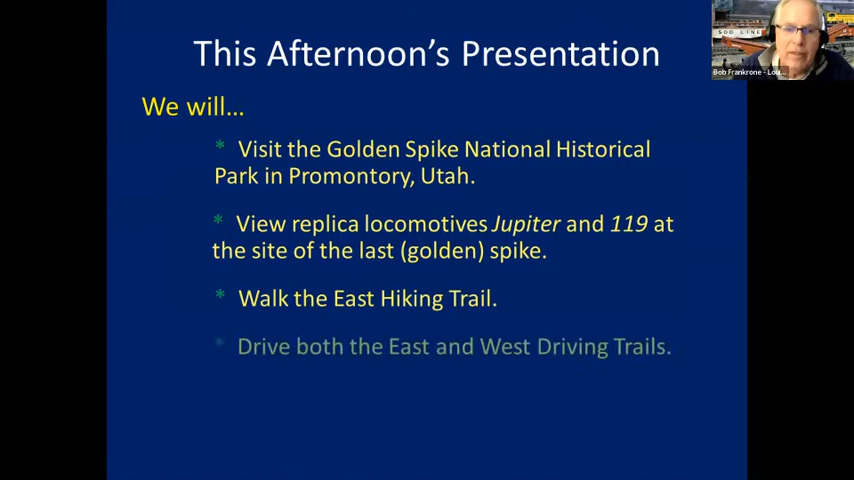 This Afternoon's Presentation
SOO LINE
Bob Frankrone - Lou...
We will...
* Visit the Golden Spike National Historical
Park in Promontory, Utah.
* View replica locomotives Jupiter and 119 at
the site of the last (golden) spike.
* Walk the East Hiking Trail.
* Drive both the East and West Driving Trails.